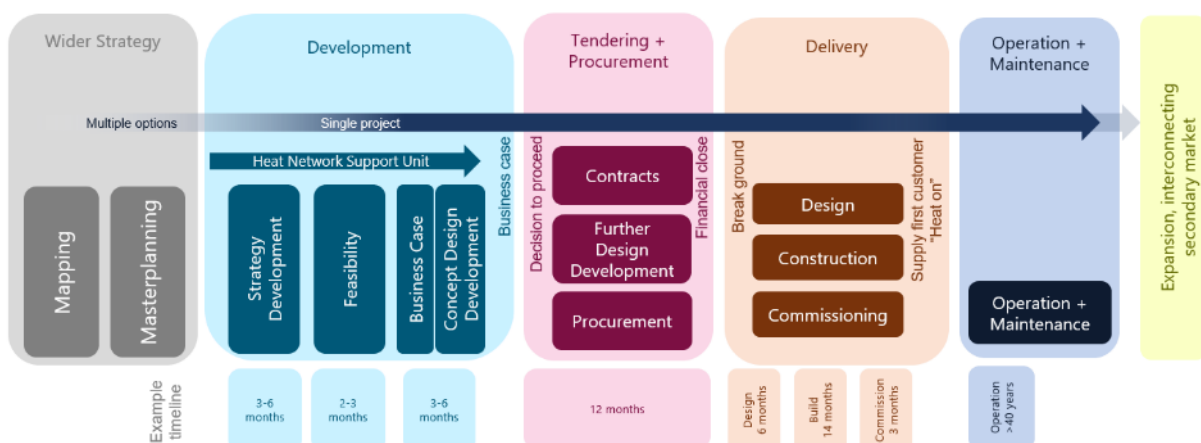 Wider Strategy
Development
Tendering +
Procurement
Delivery
Operation +
Maintenance
Multiple options
Single project
Heat Network Support Unit
Mapping
Masterplanning
Strategy
Development
Feasibility
Business Case
Concept Design
Development
Business case
Decision to proceed
Contracts
Further
Design
Development
Procurement
Financial close
Break ground
Design
Construction
Commissioning
Supply first customer
"Heat on"
Operation +
Maintenance
Expansion, interconnecting
secondary market
Example
timeline
3-6
months
2-3
months
3-6
months
12 months
Design
6 months
Build
14 months
Commission
3 months
Operation
>40 years